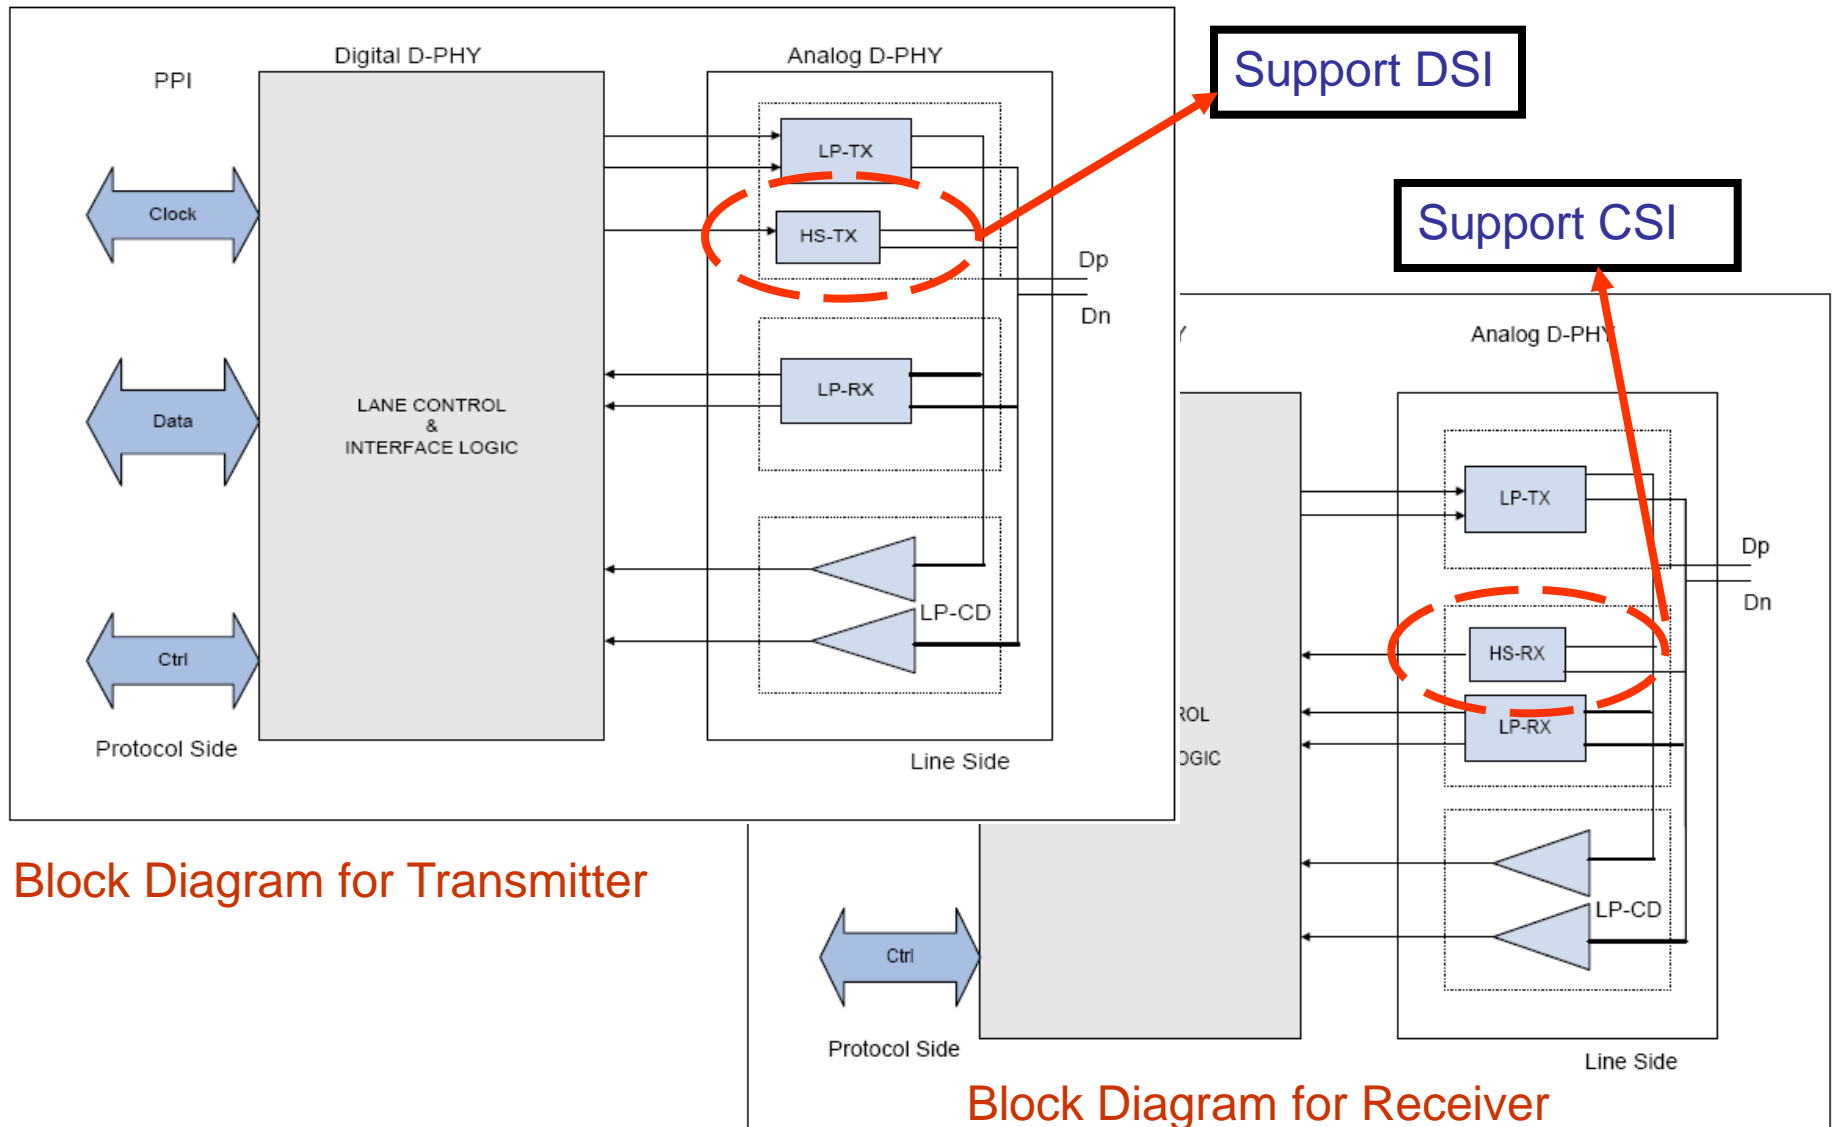 Digital D-PHY
Analog D-PHY
PPI
Support DSI
LP-TX
Clock
HS-TX
Support CSI
Dp
Dn
Analog D-PHY
LP-RX
Data
LANE CONTROL
&
INTERFACE LOGIC
LP-TX
Dp
Dn
LP-CD
Ctrl
HS-RX
LP-RX
Protocol Side
Line Side
ROL
OGIC
Block Diagram for Transmitter
LP-CD
Ctrl
Protocol Side
Line Side
Block Diagram for Receiver